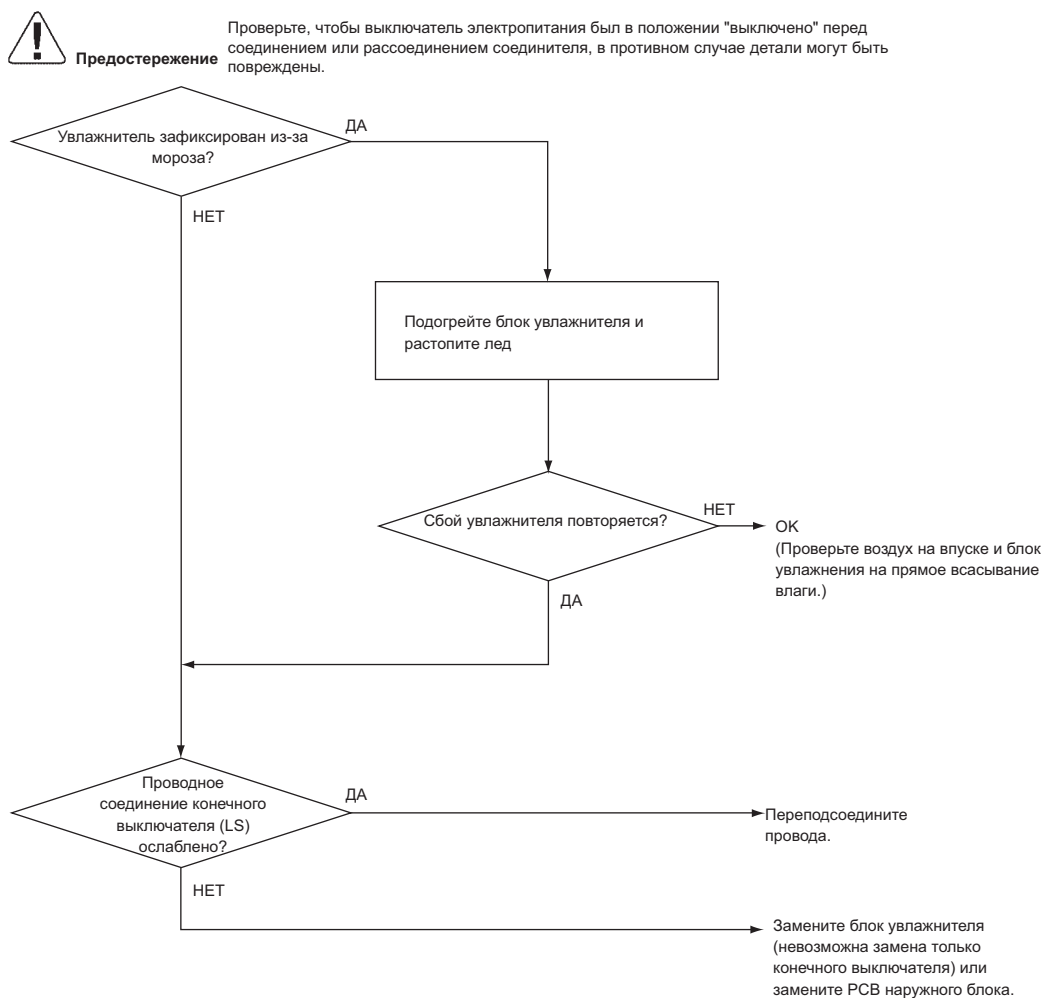 Предостережение
Проверьте, чтобы выключатель электропитания был в положении "выключено" перед
соединением или рассоединением соединителя, в противном случае детали могут быть
повреждены.
Увлажнитель зафиксирован из-за
мороза?
ДА
НЕТ
Подогрейте блок увлажнителя и
растопите лед
Сбой увлажнителя повторяется?
НЕТ
OK
(Проверьте воздух на впуске и блок
увлажнения на прямое всасывание
влаги.)
ДА
Проводное
соединение конечного
выключателя (LS)
ослаблено?
ДА
Переподсоедините
провода.
НЕТ
Замените блок увлажнителя
(невозможна замена только
конечного выключателя) или
замените PCB наружного блока.